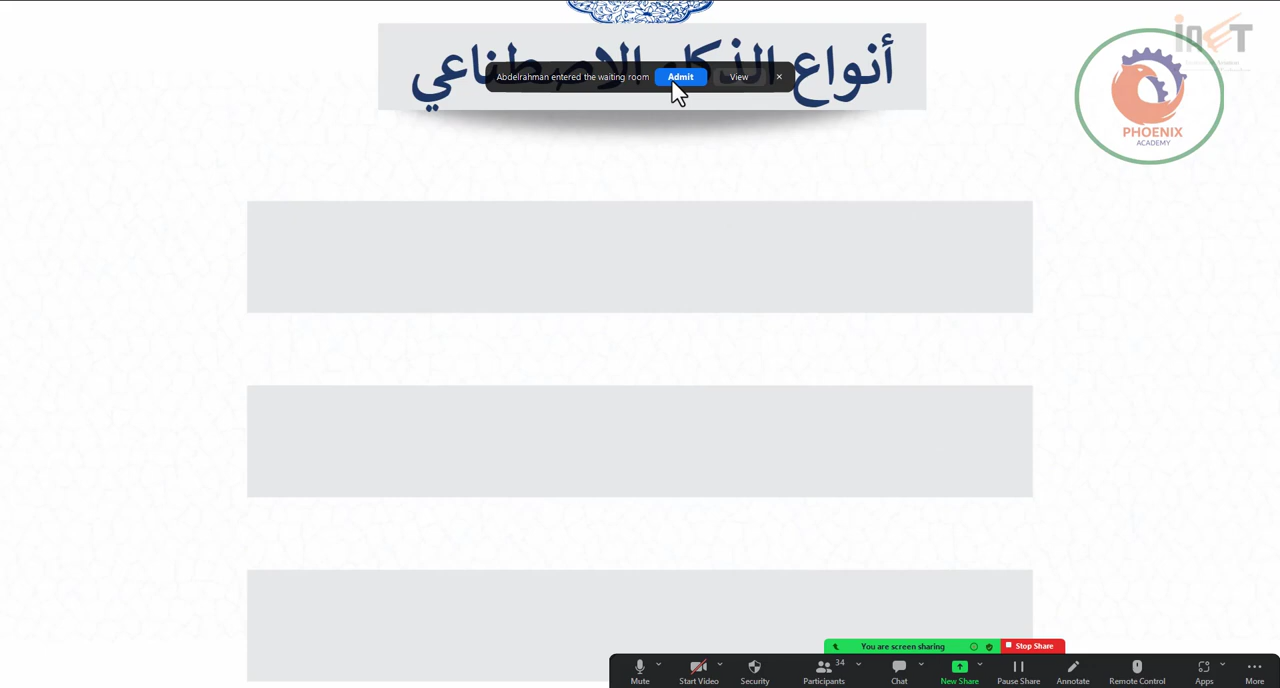 أنواع الذكاء الاصطناعي
Abdelrahman entered the waiting room Admit View ×
inET
PHOENIX
ACADEMY
You are screen sharing Stop Share
Mute Start Video Security Participants 34 Chat New Share Pause Share Annotate Remote Control Apps More